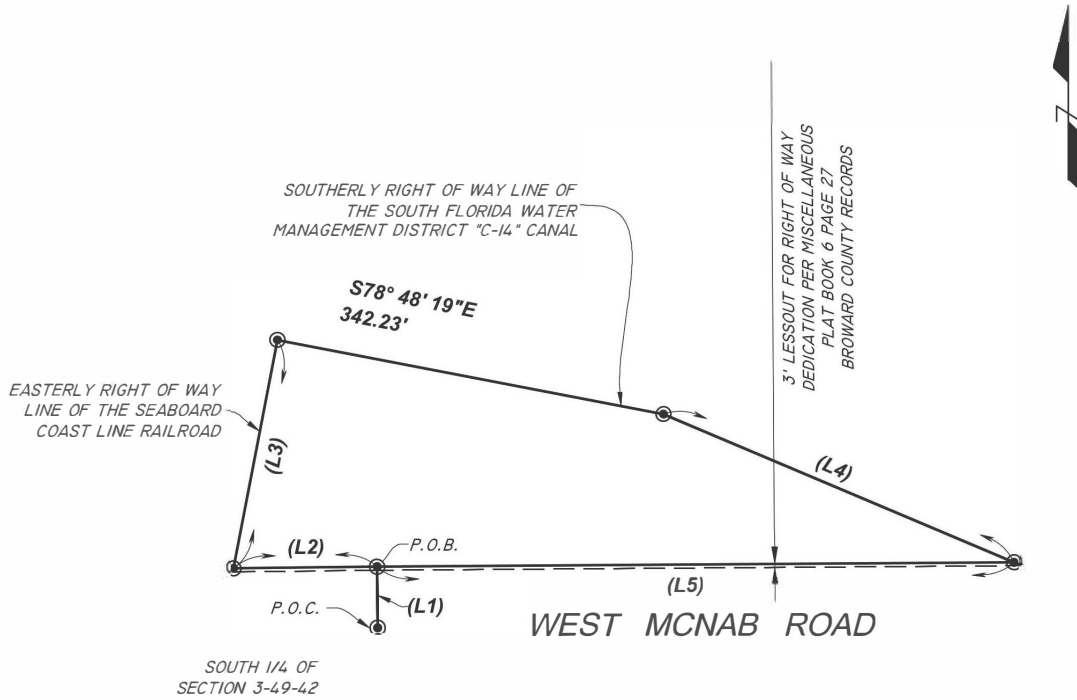 SOUTHERLY RIGHT OF WAY LINE OF
THE SOUTH FLORIDA WATER
MANAGEMENT DISTRICT "C-14" CANAL
3' LESSOUT FOR RIGHT OF WAY
DEDICATION PER MISCELLANEOUS
PLAT BOOK 6 PAGE 27
BROWARD COUNTY RECORDS
S78° 48' 19"E
342.23'
EASTERLY RIGHT OF WAY
LINE OF THE SEABOARD
COAST LINE RAILROAD
(L3)
(L4)
(L2)
P.O.B.
(L5)
P.O.C.
(L1)
WEST MCNAB ROAD
SOUTH 1/4 OF
SECTION 3-49-42